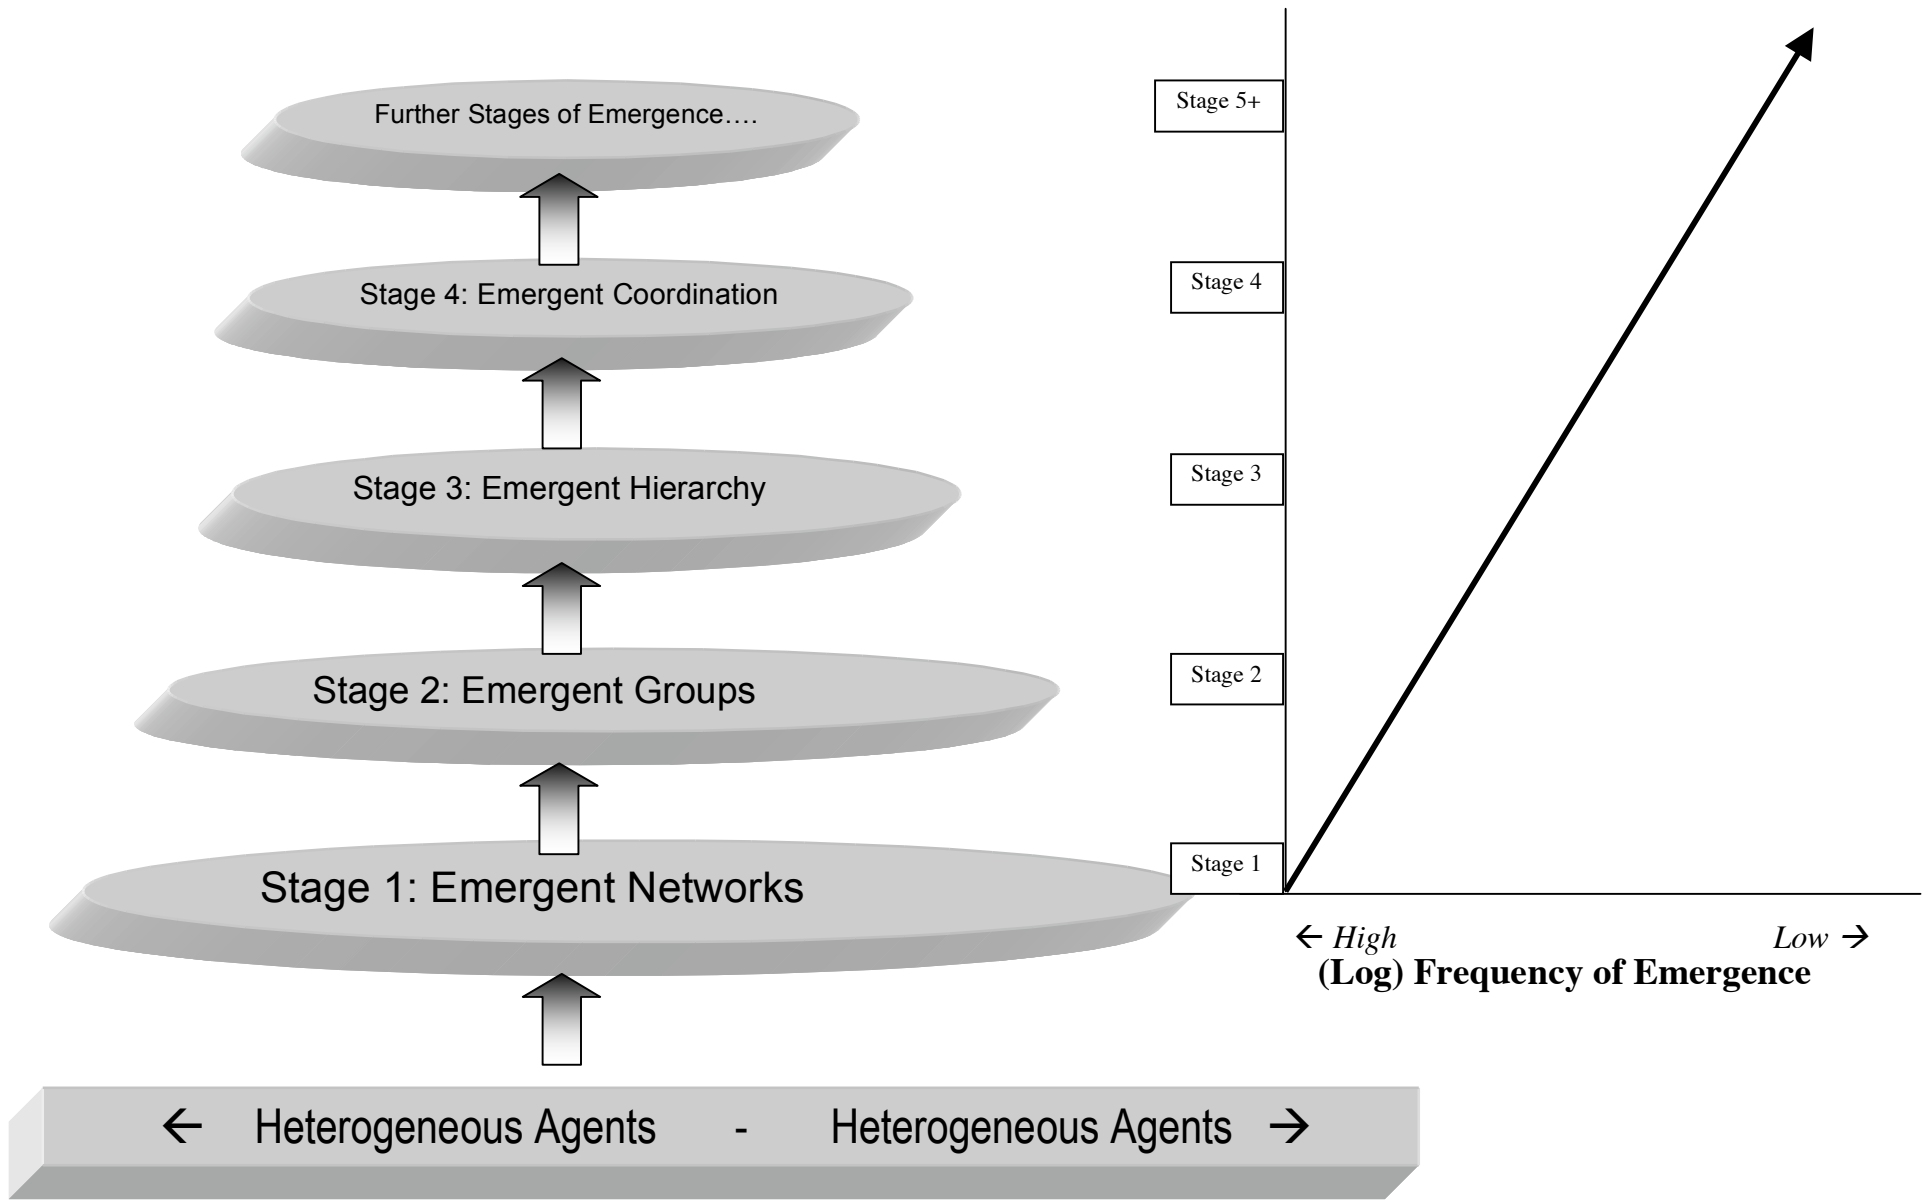 Further Stages of Emergence….
Stage 4: Emergent Coordination
Stage 3: Emergent Hierarchy
Stage 2: Emergent Groups
Stage 1: Emergent Networks
← Heterogeneous Agents - Heterogeneous Agents →
Stage 5+
Stage 4
Stage 3
Stage 2
Stage 1
← High Low →
(Log) Frequency of Emergence